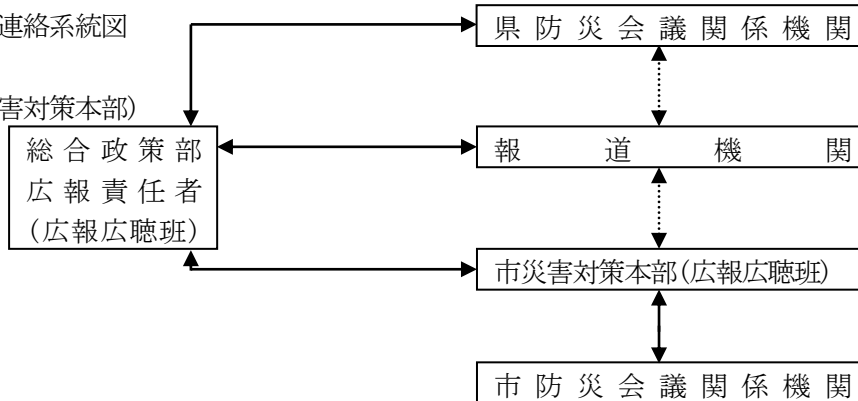 連絡系統図
県防災会議関係機関
害対策本部)
総合政策部
広報責任者
(広報広聴班)
報道機関
市災害対策本部(広報広聴班)
市防災会議関係機関